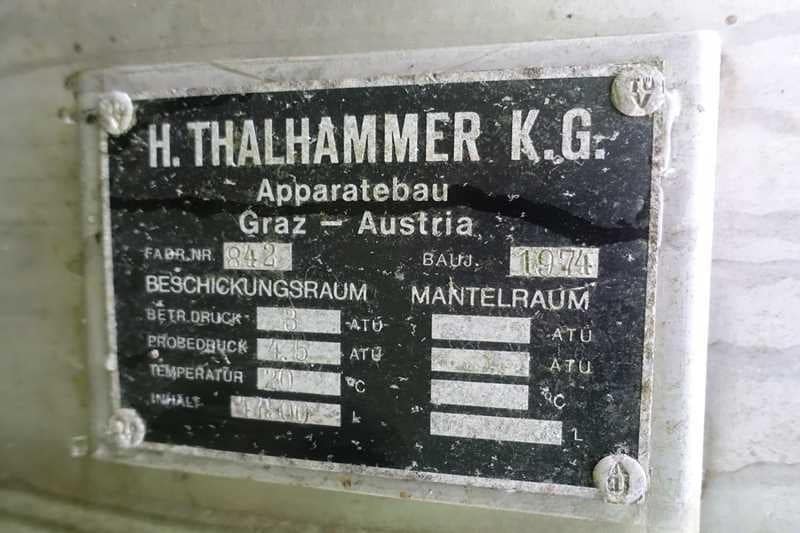 TÜV
H. THALHAMMER K.G.
Apparatebau
Graz – Austria
FABR.NR. 842 BAUJ. 1974
BESCHICKUNGSRAUM MANTELRAUM
BETR.DRUCK 3 ATÜ ATÜ
PROBEDRUCK 4.5 ATÜ ATÜ
TEMPERATUR 20 °C °C
INHALT L L